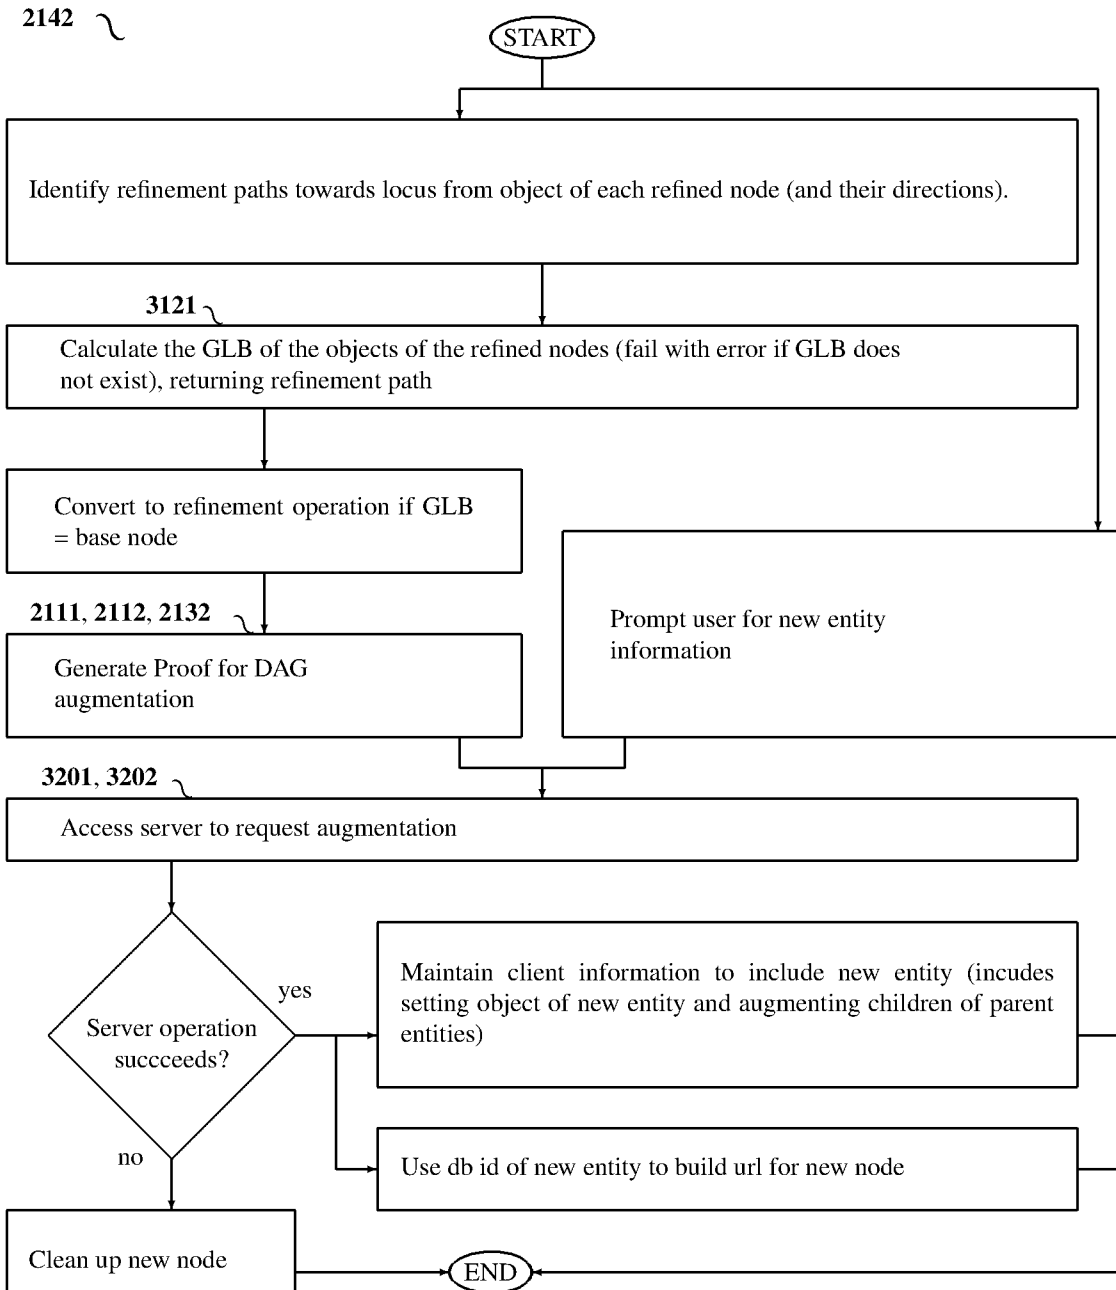 2142
START
Identify refinement paths towards locus from object of each refined node (and their directions).
3121
Calculate the GLB of the objects of the refined nodes (fail with error if GLB does
not exist), returning refinement path
Convert to refinement operation if GLB
= base node
2111, 2112, 2132
Generate Proof for DAG
augmentation
Prompt user for new entity
information
3201, 3202
Access server to request augmentation
Server operation
succceeds?
yes
no
Maintain client information to include new entity (incudes
setting object of new entity and augmenting children of parent
entities)
Use db id of new entity to build url for new node
Clean up new node
END